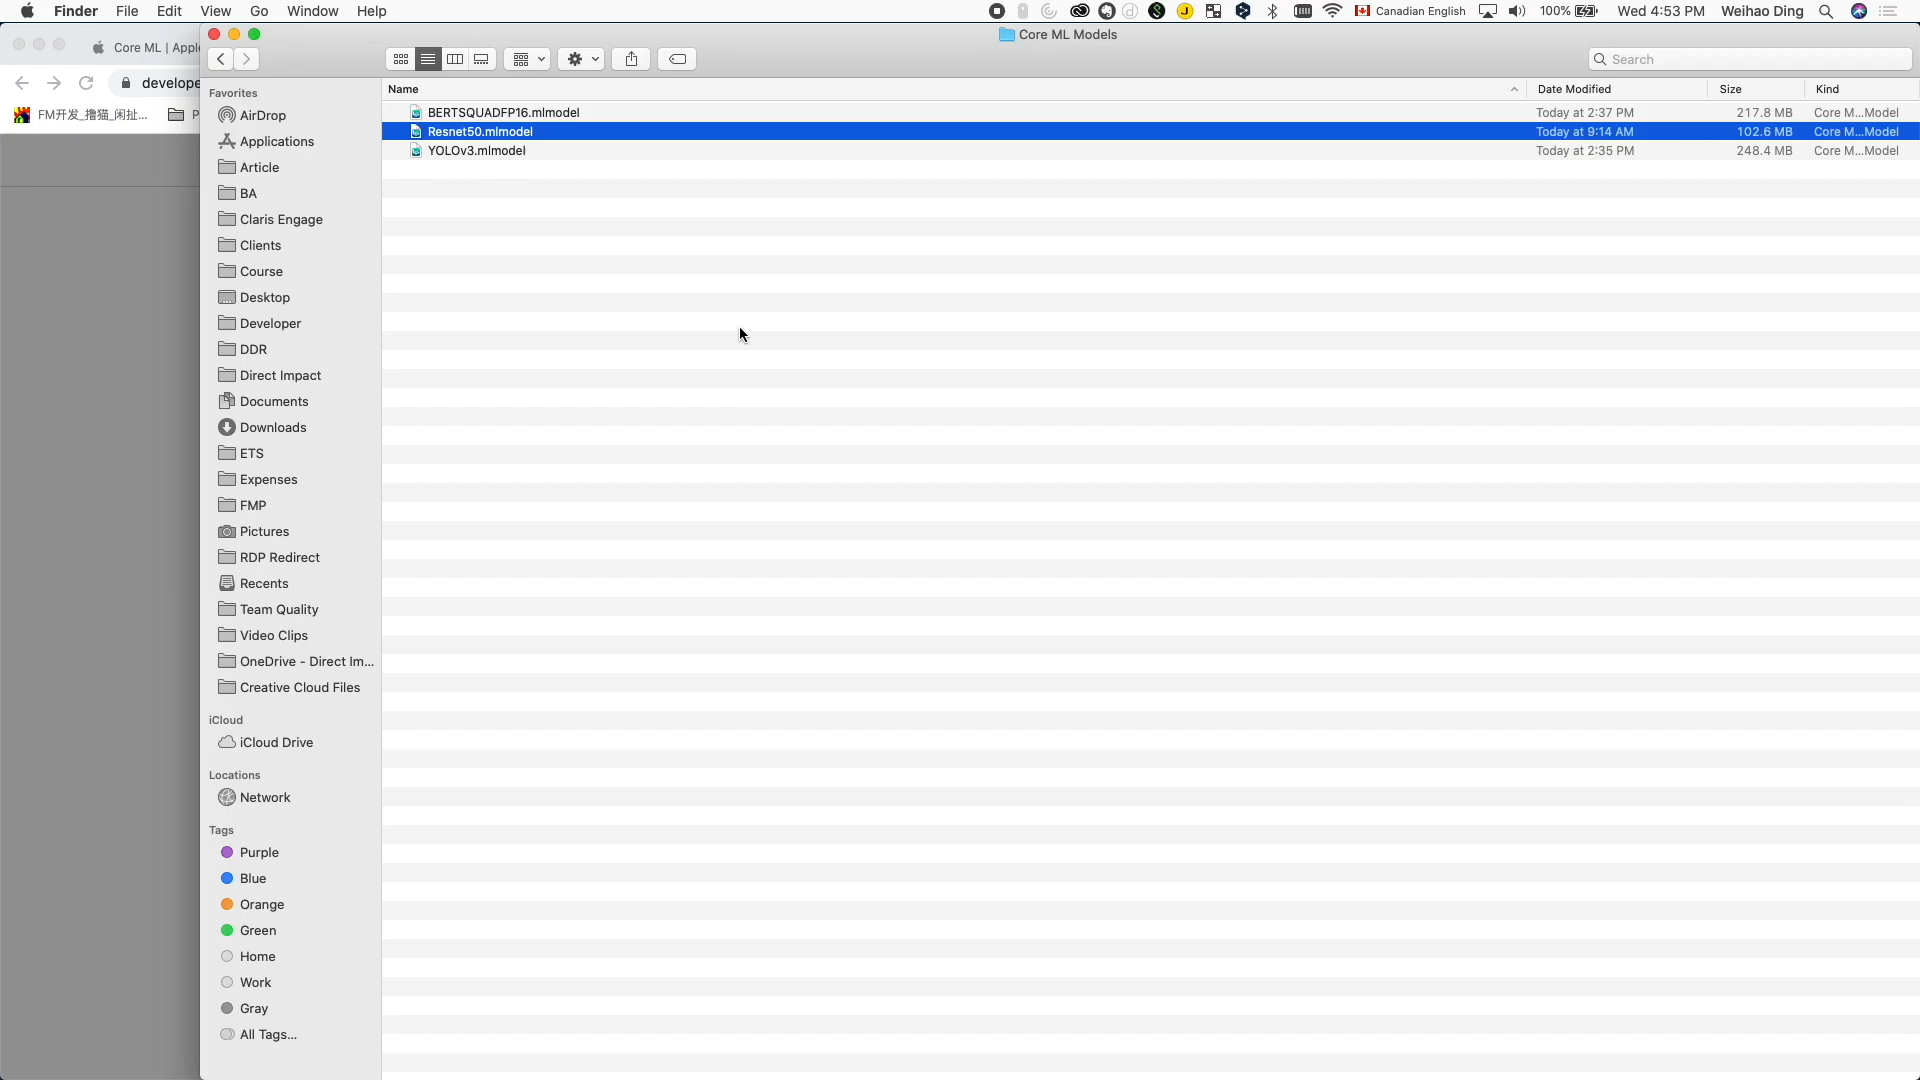 Finder File Edit View Go Window Help
Canadian English 100% Wed 4:53 PM Weihao Ding
Core ML | Apple
Core ML Models
develope
Search
FM开发_撸猫_闲扯... P
Favorites
AirDrop
Applications
Article
BA
Claris Engage
Clients
Course
Desktop
Developer
DDR
Direct Impact
Documents
Downloads
ETS
Expenses
FMP
Pictures
RDP Redirect
Recents
Team Quality
Video Clips
OneDrive - Direct Im...
Creative Cloud Files
iCloud
iCloud Drive
Locations
Network
Tags
Purple
Blue
Orange
Green
Home
Work
Gray
All Tags...
Name Date Modified Size Kind
BERTSQUADFP16.mlmodel Today at 2:37 PM 217.8 MB Core M...Model
Resnet50.mlmodel Today at 9:14 AM 102.6 MB Core M...Model
YOLOv3.mlmodel Today at 2:35 PM 248.4 MB Core M...Model